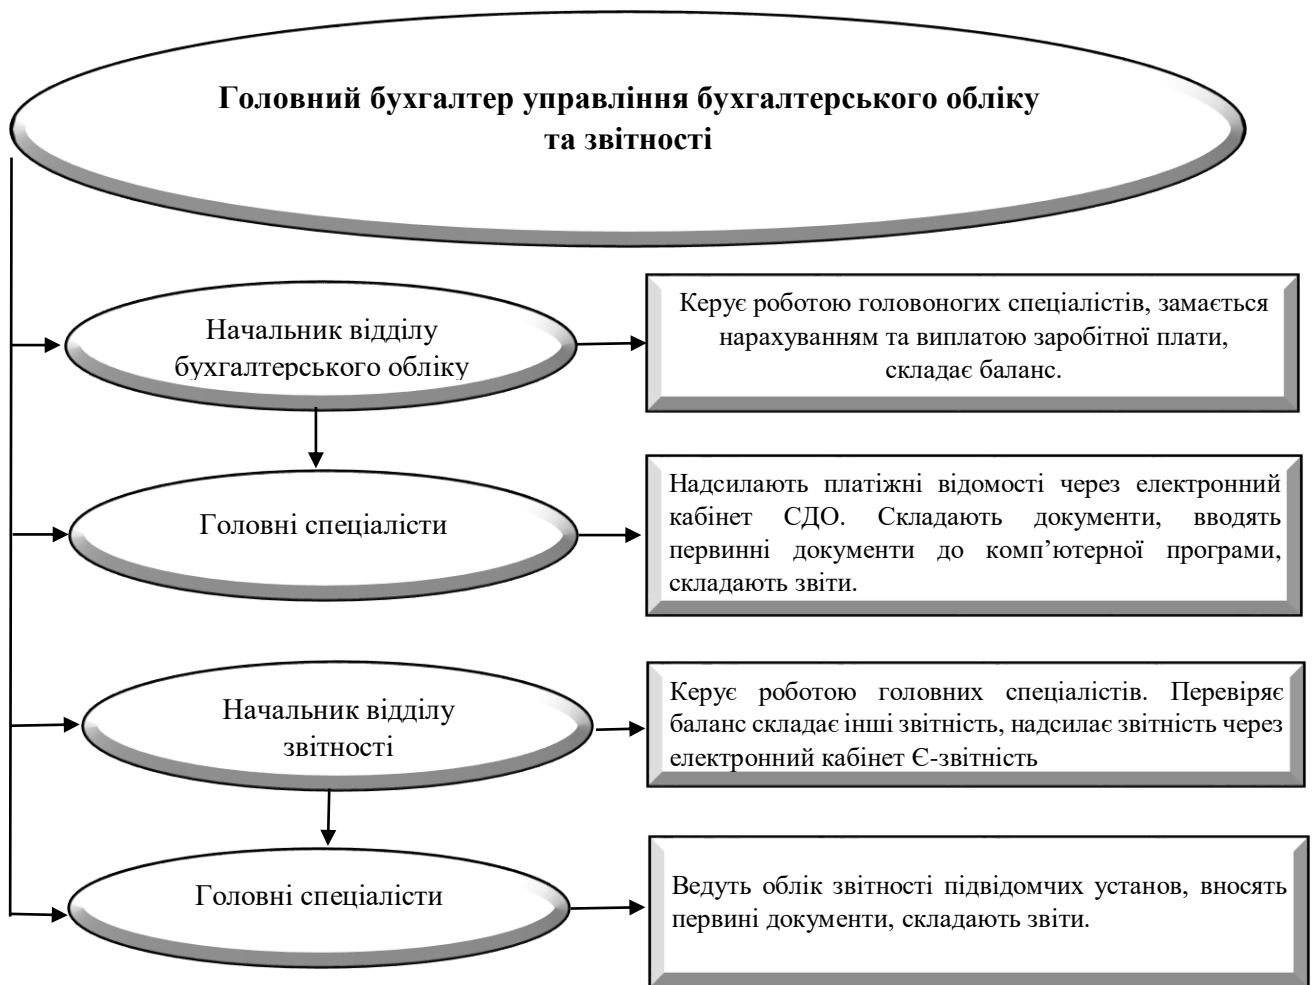 Головний бухгалтер управління бухгалтерського обліку
та звітності
Начальник відділу
бухгалтерського обліку
Керує роботою головоногих спеціалістів, замається
нарахуванням та виплатою заробітної плати,
складає баланс.
Головні спеціалісти
Надсилають платіжні відомості через електронний
кабінет СДО. Складають документи, вводять
первинні документи до комп’ютерної програми,
складають звіти.
Начальник відділу
звітності
Керує роботою головних спеціалістів. Перевіряє
баланс складає інші звітність, надсилає звітність через
електронний кабінет Є-звітність
Головні спеціалісти
Ведуть облік звітності підвідомчих установ, вносять
первині документи, складають звіти.